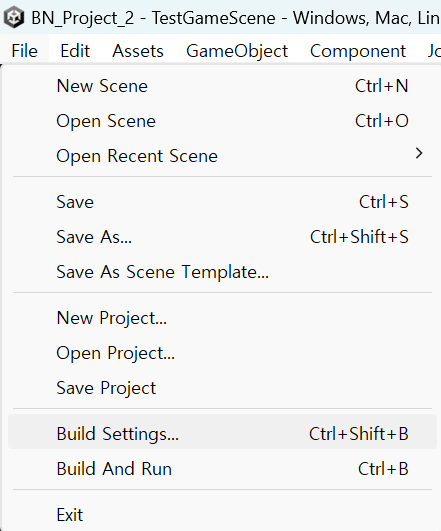 BN_Project_2 - TestGameScene - Windows, Mac, Lin
File Edit Assets GameObject Component Jo
New Scene Ctrl+N
Open Scene Ctrl+O
Open Recent Scene
Save Ctrl+S
Save As... Ctrl+Shift+S
Save As Scene Template...
New Project...
Open Project...
Save Project
Build Settings... Ctrl+Shift+B
Build And Run Ctrl+B
Exit